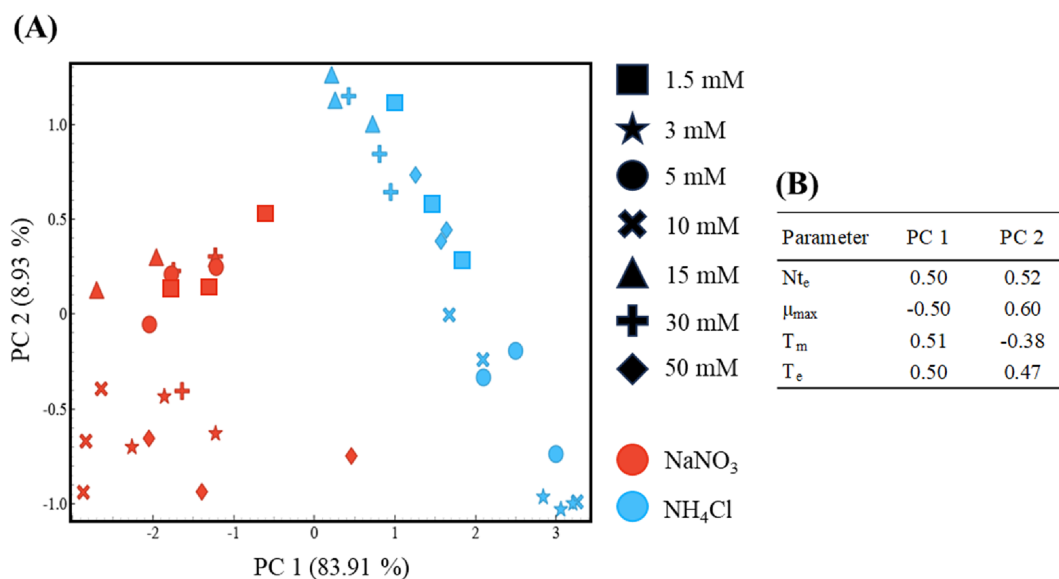 (A)
PC 2 (8.93 %)
1.0
0.5
0
-0.5
-1.0
-2
-1
0
1
2
3
PC 1 (83.91 %)
1.5 mM
3 mM
5 mM
10 mM
15 mM
30 mM
50 mM
NaNO₃
NH₄Cl
(B)
Parameter PC 1 PC 2
Ntₑ 0.50 0.52
μmax -0.50 0.60
Tm 0.51 -0.38
Tₑ 0.50 0.47